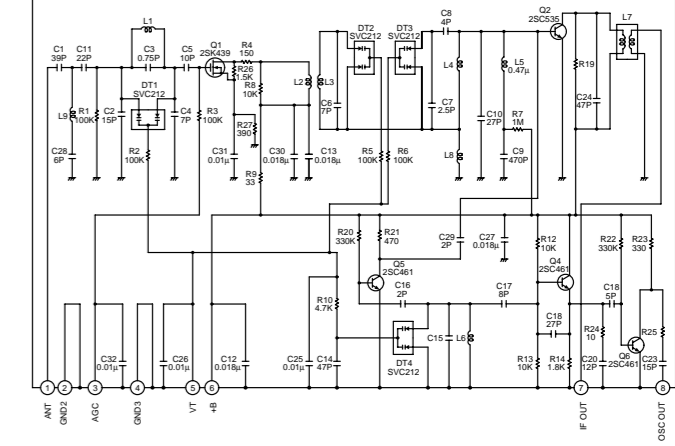 L1
C1
39P
C11
22P
C3
0.75P
C5
10P
Q1
2SK439
R4
150
R26
1.5K
R8
10K
DT1
SVC212
L9
R1
100K
C2
15P
C4
7P
R3
100K
R27
390
C28
6P
R2
100K
C31
0.01μ
C30
0.018μ
C13
0.018μ
R9
33
L2
L3
C6
7P
DT2
SVC212
DT3
SVC212
C8
4P
R5
100K
R6
100K
C7
2.5P
L4
L8
C10
27P
L5
0.47μ
R7
1M
C9
470P
Q2
2SC535
R19
C24
47P
L7
R20
330K
R21
470
C29
2P
C27
0.018μ
R12
10K
Q4
2SC461
R22
330K
R23
330
Q5
2SC461
C16
2P
C17
8P
C18
5P
R10
4.7K
C15
L6
C18
27P
R24
10
R25
C32
0.01μ
C26
0.01μ
C12
0.018μ
C25
0.01μ
C14
47P
DT4
SVC212
R13
10K
R14
1.8K
C20
12P
Q6
2SC461
C23
15P
1
2
3
4
5
6
7
8
ANT
GND2
AGC
GND3
VT
+B
IF OUT
OSC OUT